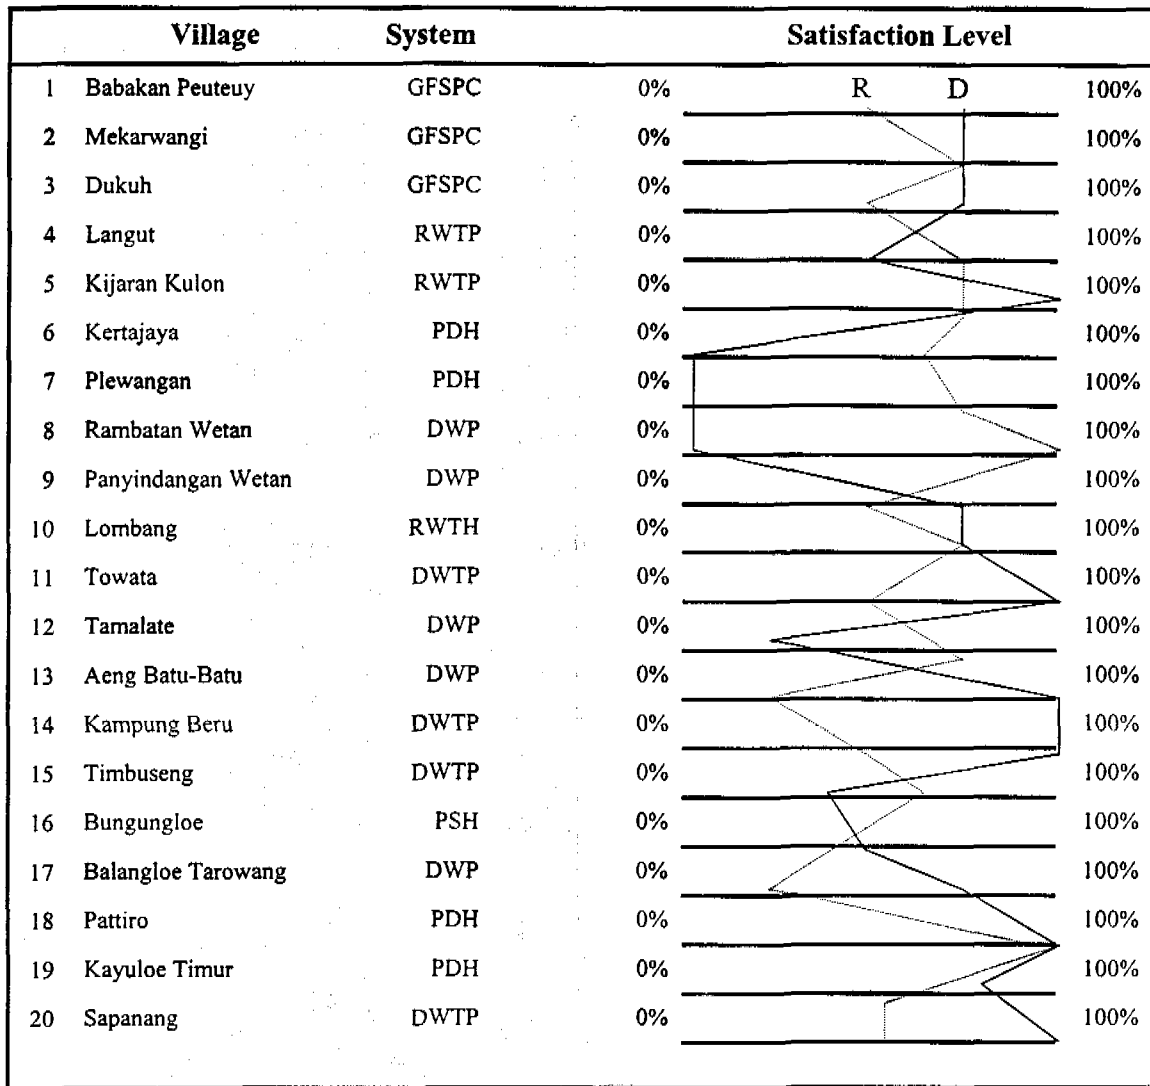 Village System Satisfaction Level
1 Babakan Peuteuy GFSPC 0% R D 100%
2 Mekarwangi GFSPC 0% 100%
3 Dukuh GFSPC 0% 100%
4 Langut RWTP 0% 100%
5 Kijaran Kulon RWTP 0% 100%
6 Kertajaya PDH 0% 100%
7 Plewangan PDH 0% 100%
8 Rambatan Wetan DWP 0% 100%
9 Panyindangan Wetan DWP 0% 100%
10 Lombang RWTH 0% 100%
11 Towata DWTP 0% 100%
12 Tamalate DWP 0% 100%
13 Aeng Batu-Batu DWP 0% 100%
14 Kampung Beru DWTP 0% 100%
15 Timbuseng DWTP 0% 100%
16 Bungungloe PSH 0% 100%
17 Balangloe Tarowang DWP 0% 100%
18 Pattiro PDH 0% 100%
19 Kayuloe Timur PDH 0% 100%
20 Sapanang DWTP 0% 100%